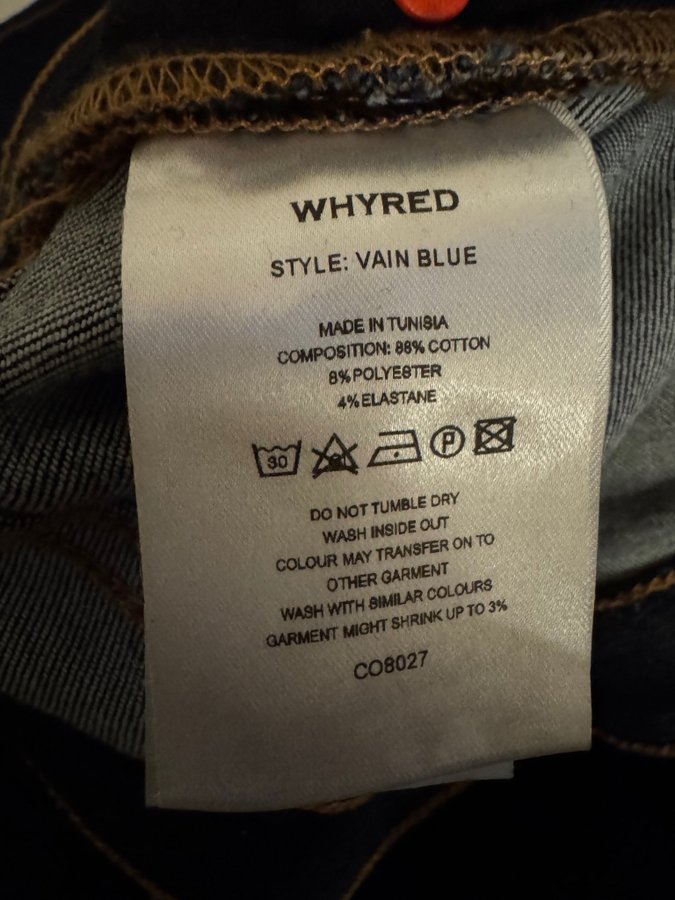 WHYRED
STYLE: VAIN BLUE
MADE IN TUNISIA
COMPOSITION: 88% COTTON
8% POLYESTER
4% ELASTANE
30 P
DO NOT TUMBLE DRY
WASH INSIDE OUT
COLOUR MAY TRANSFER ON TO
OTHER GARMENT
WASH WITH SIMILAR COLOURS
GARMENT MIGHT SHRINK UP TO 3%
CO8027